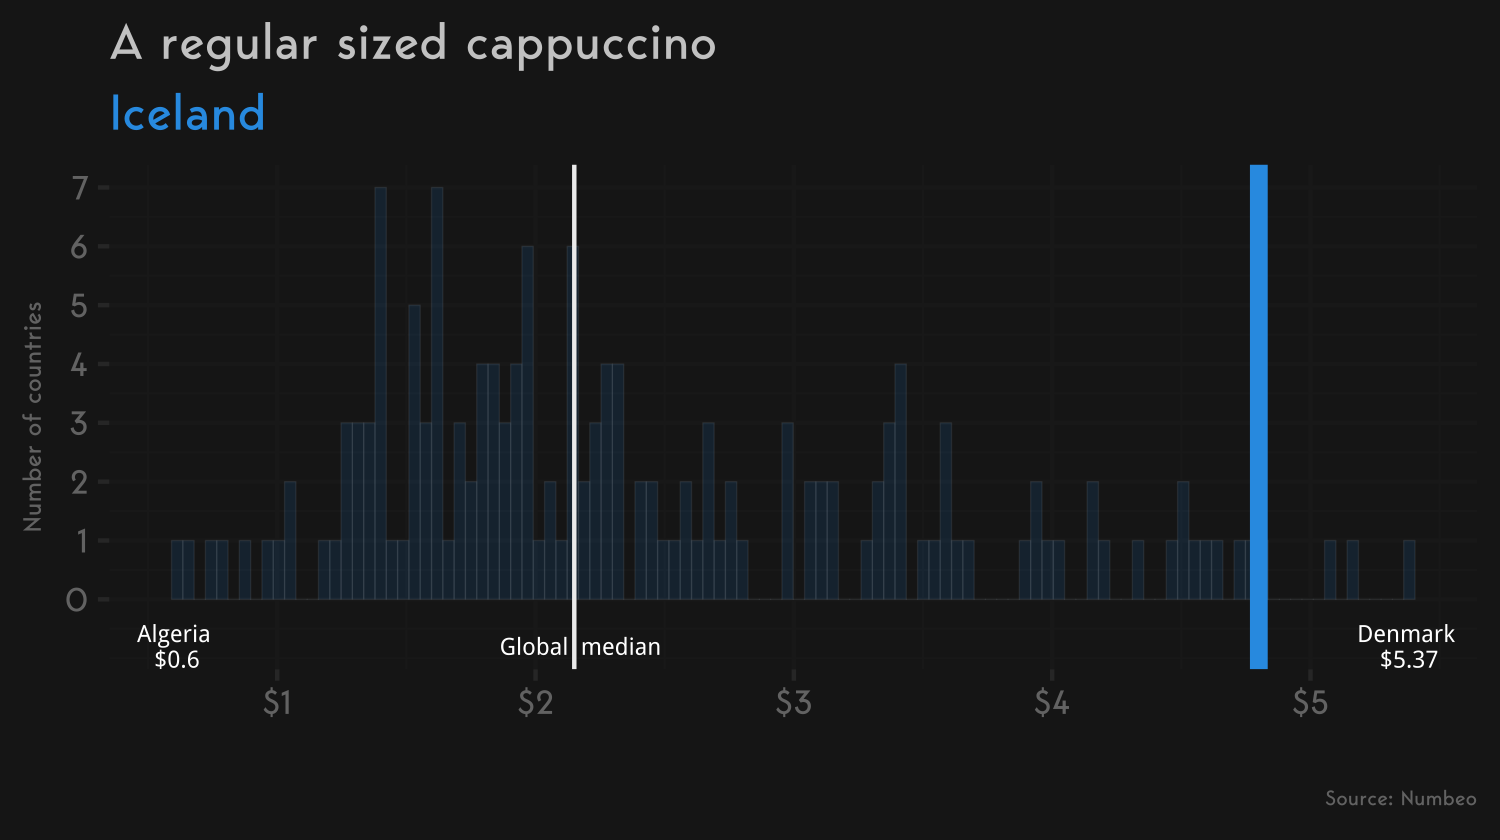 A regular sized cappuccino
Iceland
Number of countries
7
6
5
4
3
2
1
0
Algeria
$0.6
Global median
Denmark
$5.37
$1 $2 $3 $4 $5
Source: Numbeo